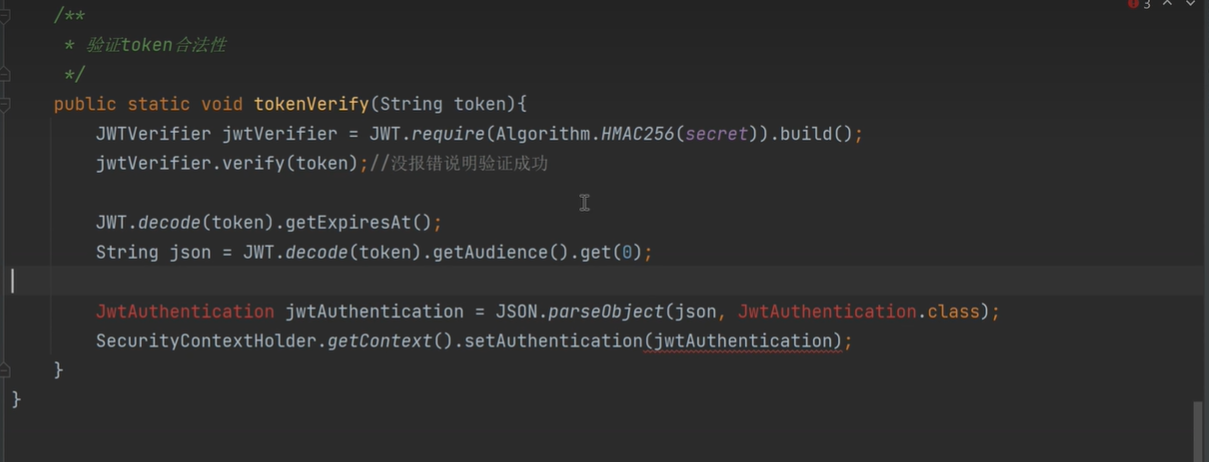 3
/**
* 验证token合法性
*/
public static void tokenVerify(String token){
JWTVerifier jwtVerifier = JWT.require(Algorithm.HMAC256(secret)).build();
jwtVerifier.verify(token);//没报错说明验证成功
JWT.decode(token).getExpiresAt();
String json = JWT.decode(token).getAudience().get(0);
JwtAuthentication jwtAuthentication = JSON.parseObject(json, JwtAuthentication.class);
SecurityContextHolder.getContext().setAuthentication(jwtAuthentication);
}
}